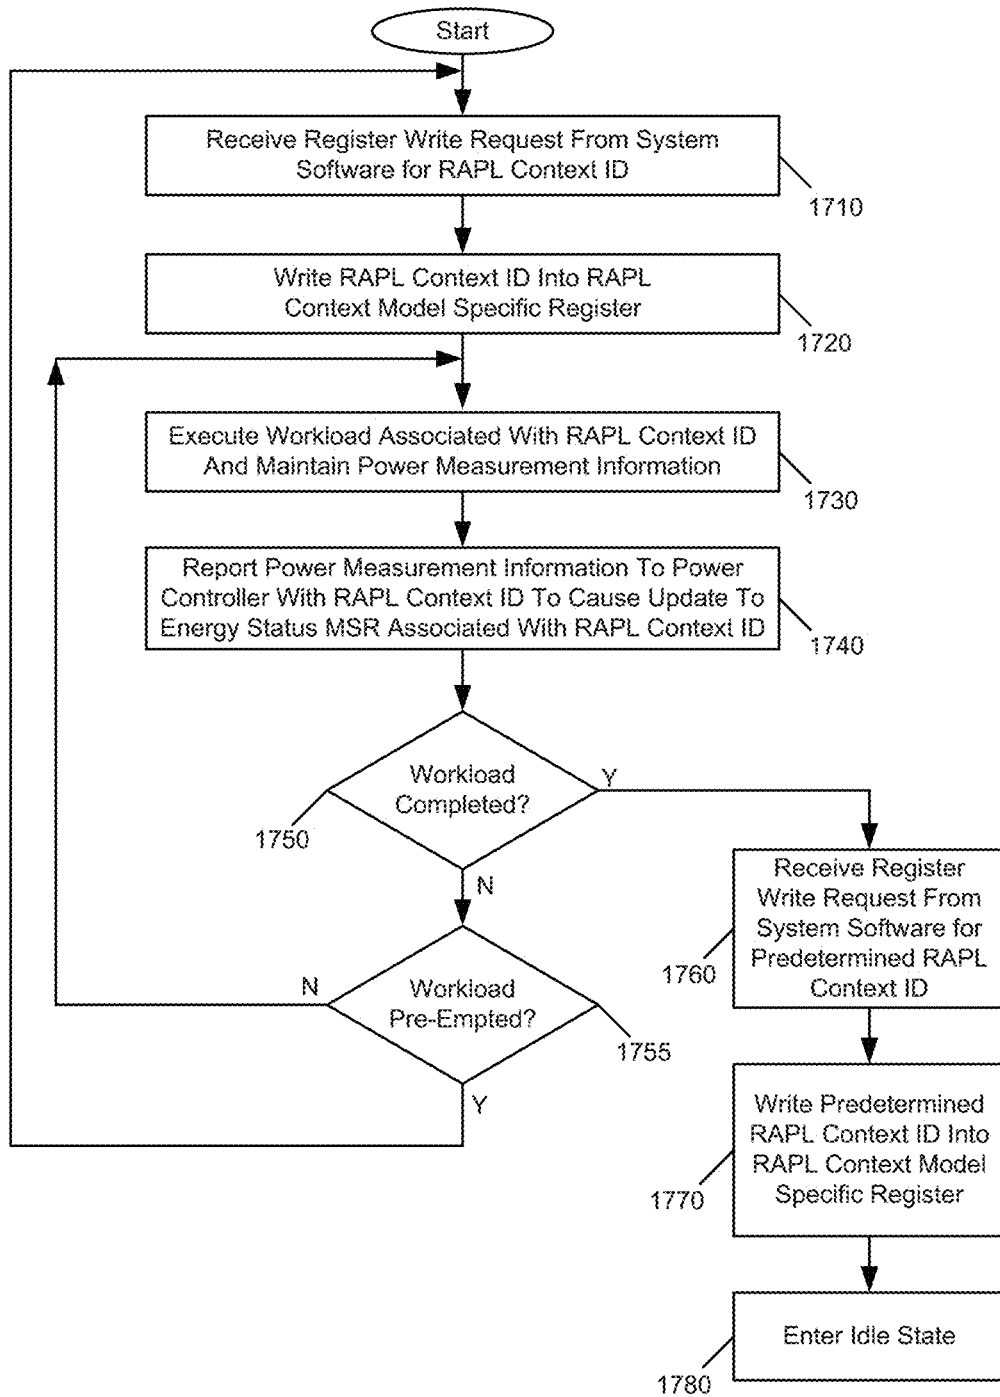 Start
Receive Register Write Request From System
Software for RAPL Context ID
1710
Write RAPL Context ID Into RAPL
Context Model Specific Register
1720
Execute Workload Associated With RAPL Context ID
And Maintain Power Measurement Information
1730
Report Power Measurement Information To Power
Controller With RAPL Context ID To Cause Update To
Energy Status MSR Associated With RAPL Context ID
1740
Workload
Completed?
Y
1750
N
Receive Register
Write Request From
System Software for
Predetermined RAPL
Context ID
1760
Workload
Pre-Empted?
N
1755
Y
Write Predetermined
RAPL Context ID Into
RAPL Context Model
Specific Register
1770
Enter Idle State
1780